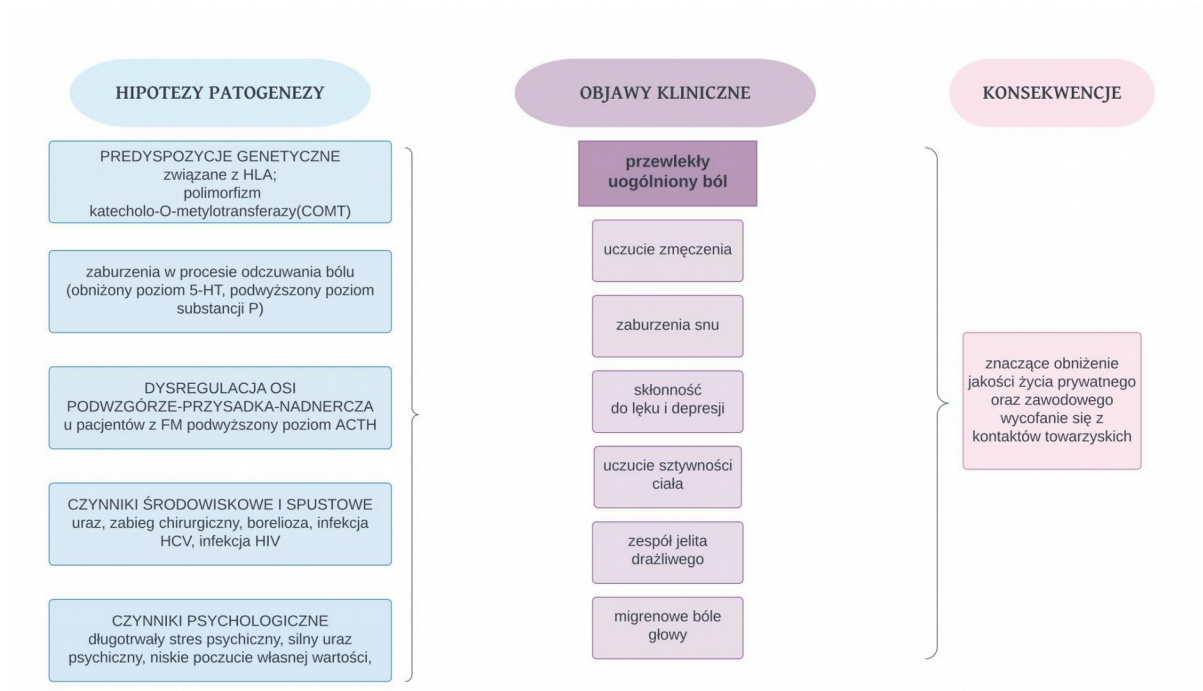 HIPOTEZY PATOGENEZY
PREDYSPOZYCJE GENETYCZNE
związane z HLA;
polimorfizm
katecholo-O-metylotransferazy(COMT)
zaburzenia w procesie odczuwania bólu
(obniżony poziom 5-HT, podwyższony poziom
substancji P)
DYSREGULACJA OSI
PODWZGÓRZE-PRZYSADKA-NADNERCZA
u pacjentów z FM podwyższony poziom ACTH
CZYNNIKI ŚRODOWISKOWE I SPUSTOWE
uraz, zabieg chirurgiczny, borelioza, infekcja
HCV, infekcja HIV
CZYNNIKI PSYCHOLOGICZNE
długotrwały stres psychiczny, silny uraz
psychiczny, niskie poczucie własnej wartości,
OBJAWY KLINICZNE
przewlekły
uogólniony ból
uczucie zmęczenia
zaburzenia snu
skłonność
do lęku i depresji
uczucie sztywności
ciała
zespół jelita
drażliwego
migrenowe bóle
głowy
KONSEKWENCJE
znaczące obniżenie
jakości życia prywatnego
oraz zawodowego
wycofanie się z
kontaktów towarzyskich